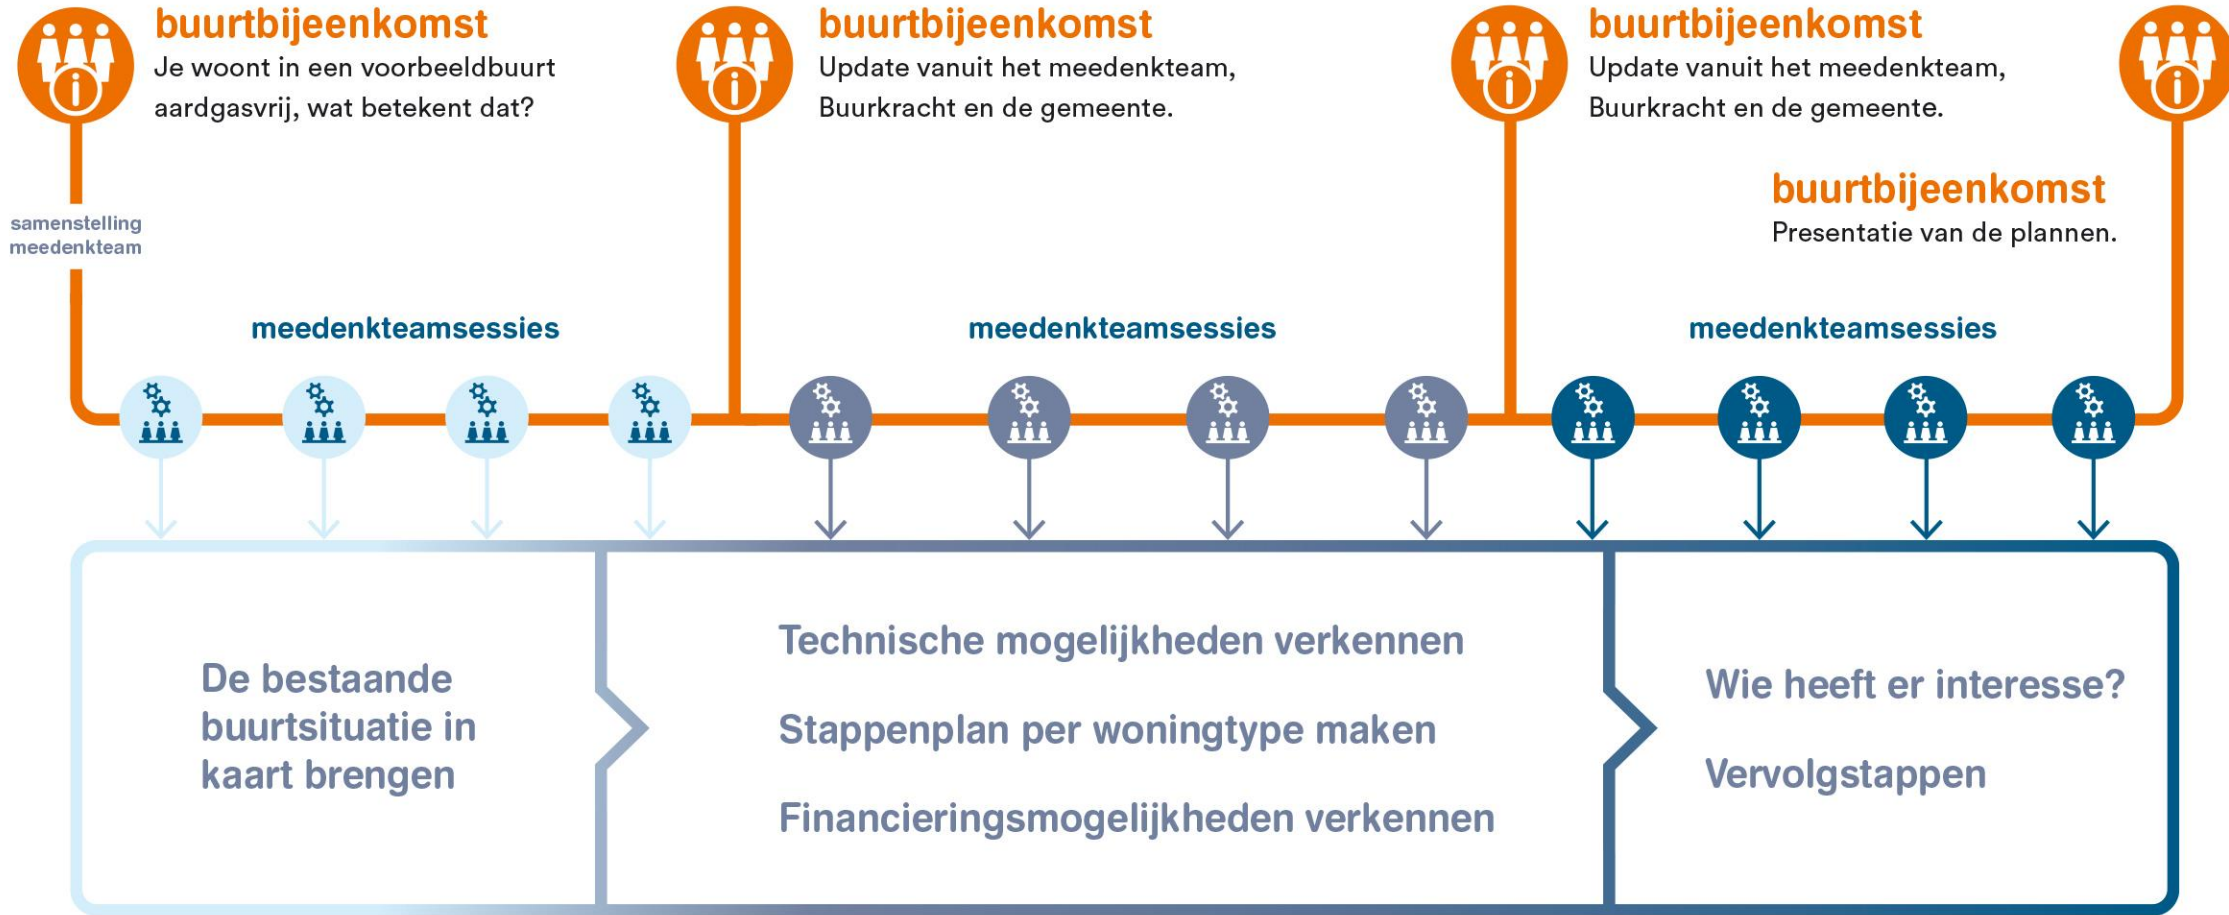 buurtbijeenkomst
Je woont in een voorbeeldbuurt
aardgasvrij, wat betekent dat?
buurtbijeenkomst
Update vanuit het meedenkteam,
Buurkracht en de gemeente.
buurtbijeenkomst
Update vanuit het meedenkteam,
Buurkracht en de gemeente.
buurtbijeenkomst
Presentatie van de plannen.
samenstelling
meedenkteam
meedenkteamsessies
meedenkteamsessies
meedenkteamsessies
De bestaande
buurtsituatie in
kaart brengen
Technische mogelijkheden verkennen
Stappenplan per woningtype maken
Financieringsmogelijkheden verkennen
Wie heeft er interesse?
Vervolgstappen